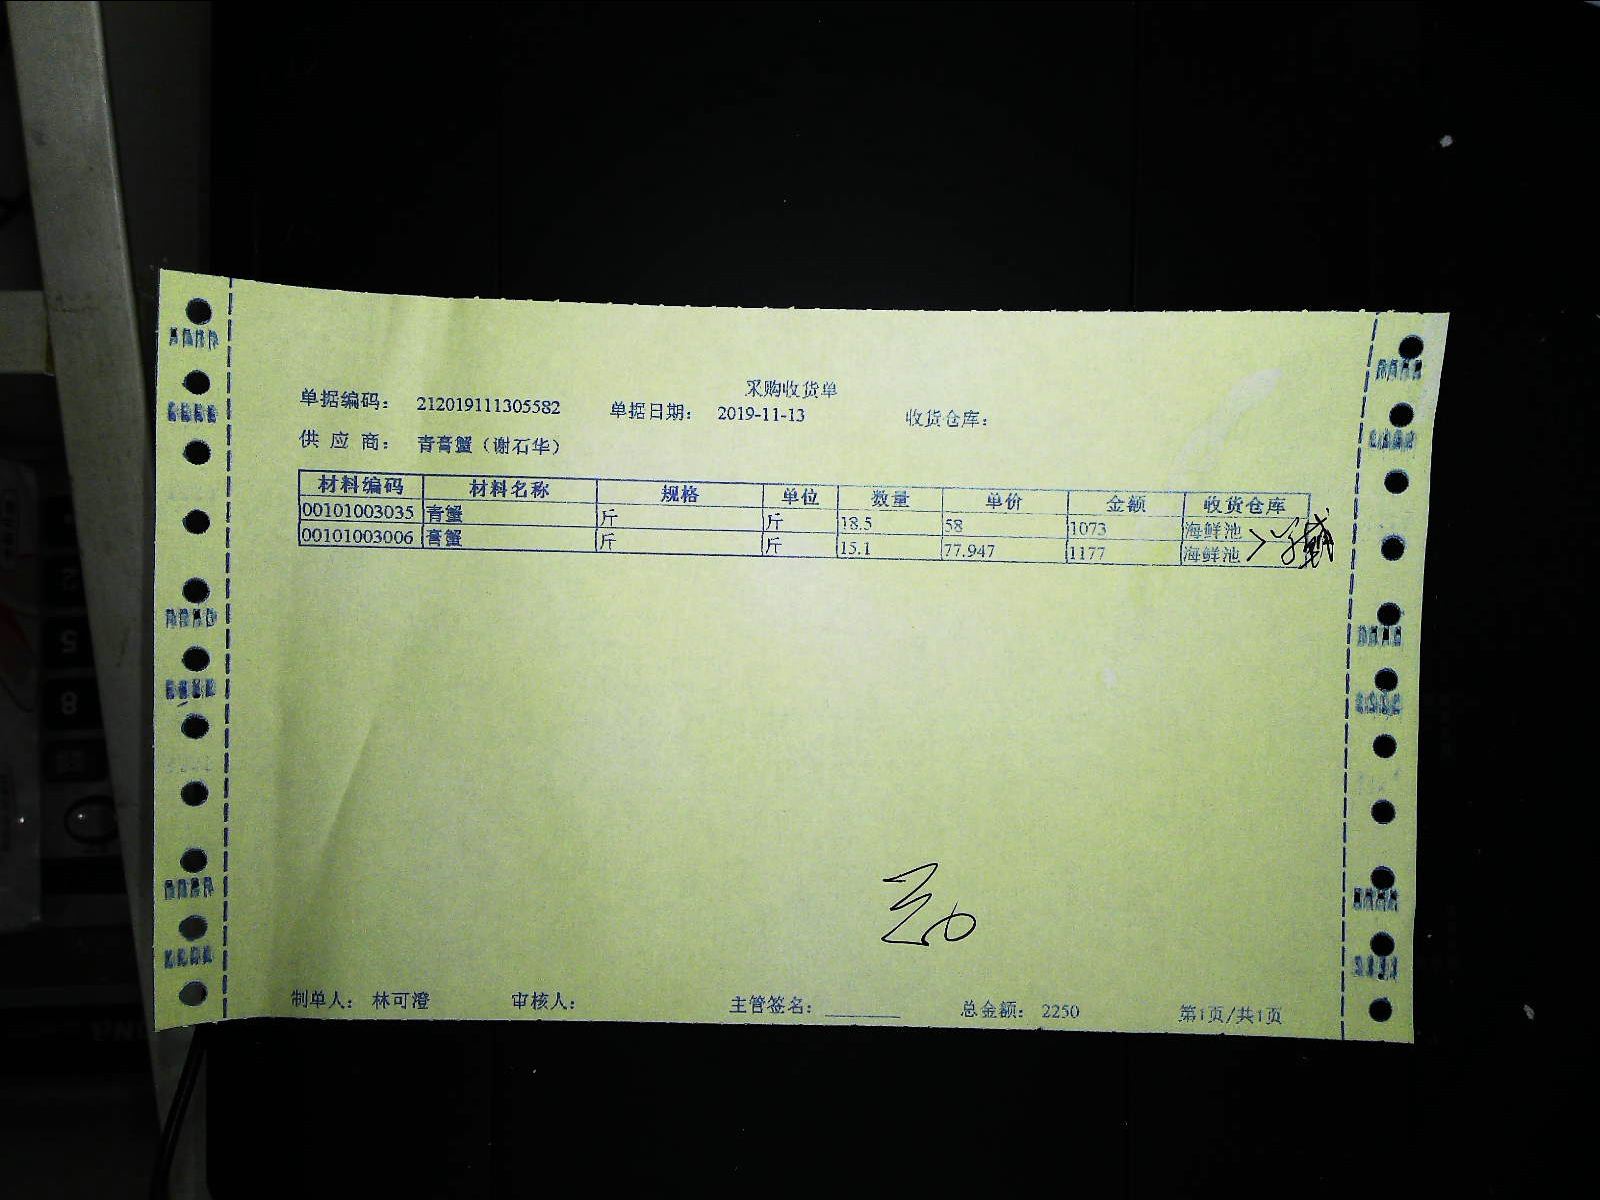 采购收货单
单据编码： 212019111305582 单据日期： 2019-11-13 收货仓库：
供 应 商： 青膏蟹（谢石华）
材料编码 材料名称 规格 单位 数量 单价 金额 收货仓库
00101003035 青蟹 斤 斤 18.5 58 1073 海鲜池
00101003006 膏蟹 斤 斤 15.1 77.947 1177 海鲜池
制单人： 林可澄 审核人： 主管签名： 总金额： 2250 第1页/共1页